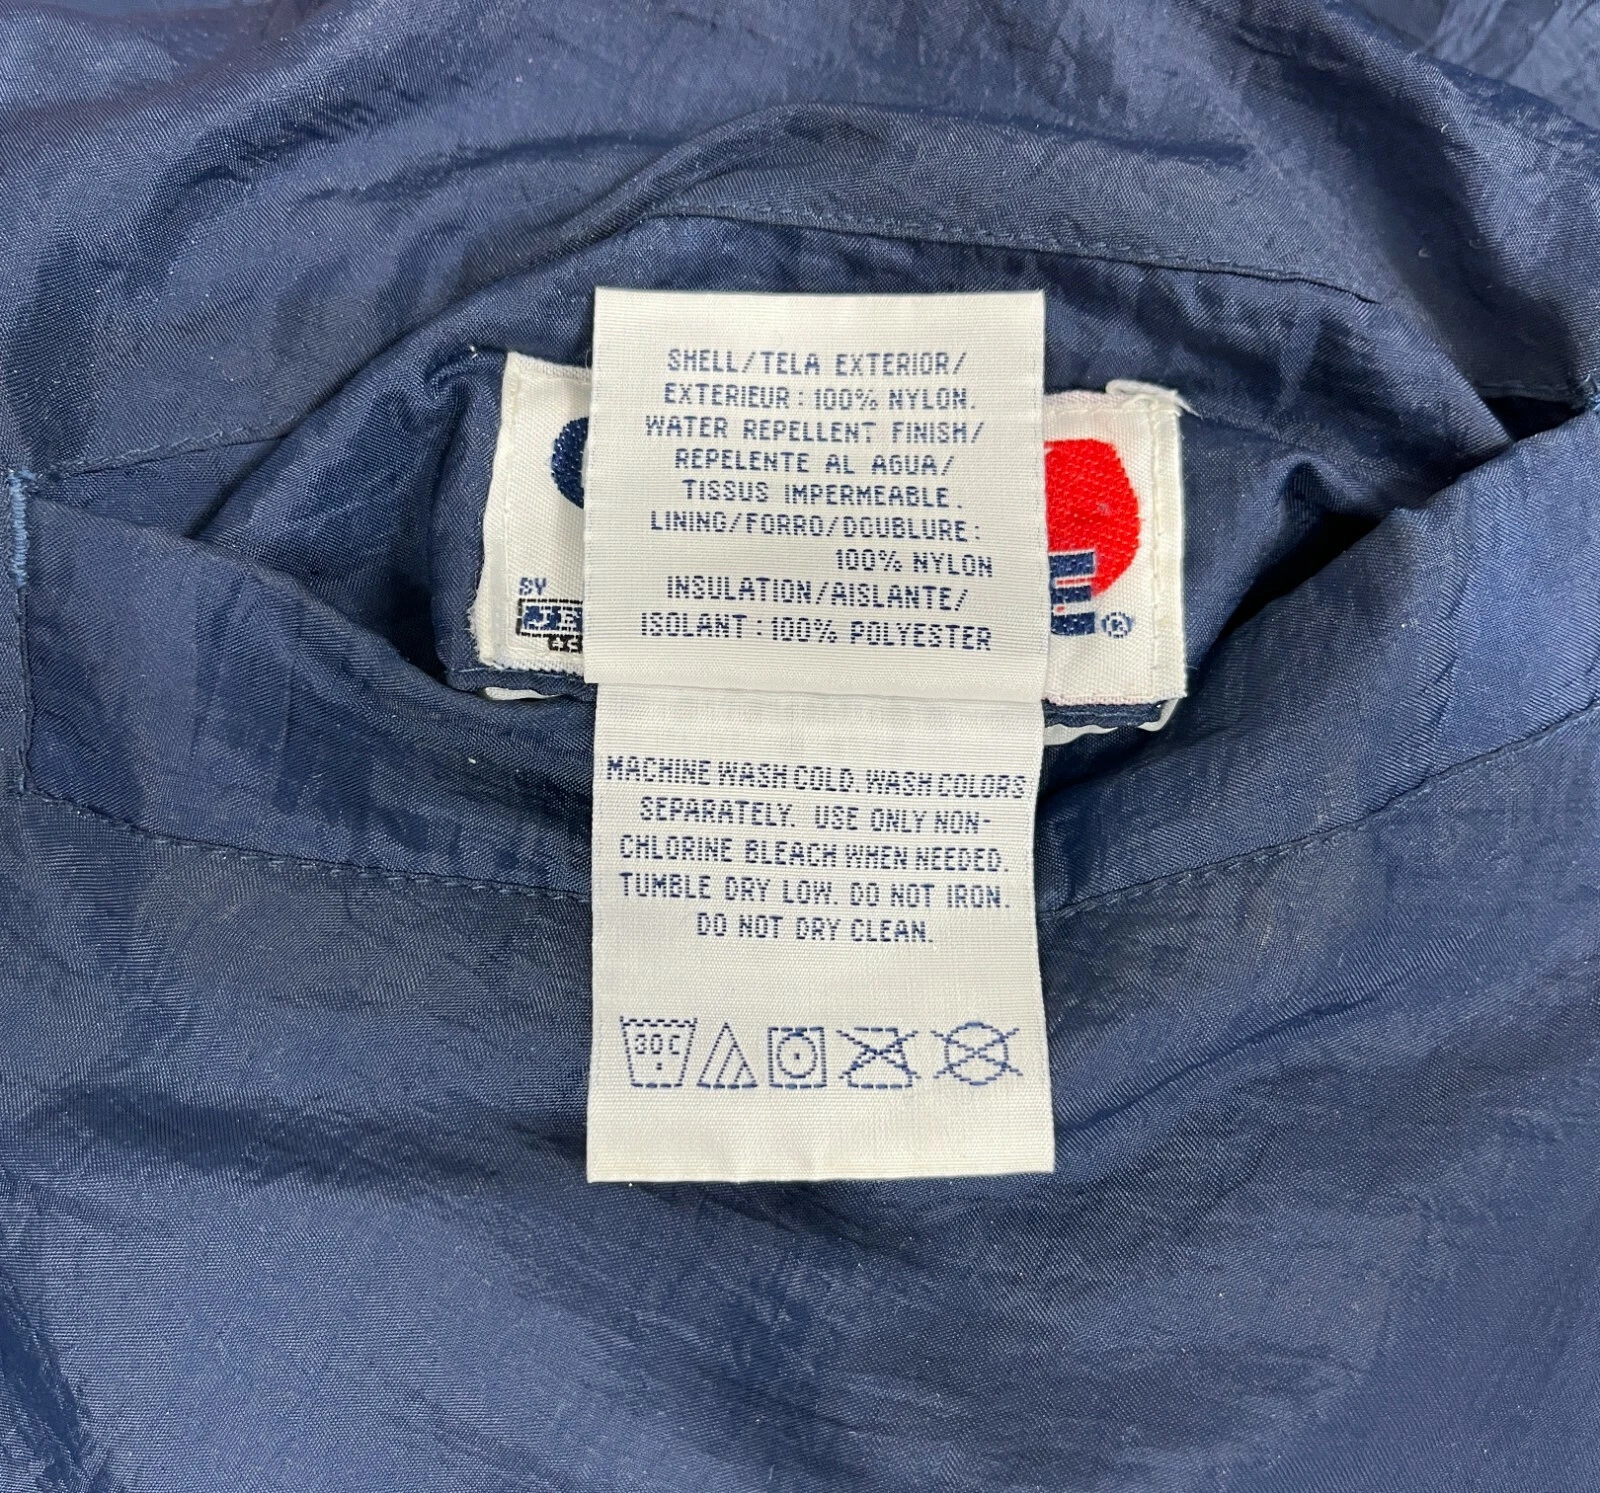 SHELL/TELA EXTERIOR/
EXTERIEUR: 100% NYLON.
WATER REPELLENT FINISH/
REPELENTE AL AGUA/
TISSUS IMPERMEABLE.
LINING/FORRO/DOUBLURE:
100% NYLON
INSULATION/AISLANTE/
ISOLANT: 100% POLYESTER
MACHINE WASH COLD. WASH COLORS
SEPARATELY. USE ONLY NON-
CHLORINE BLEACH WHEN NEEDED.
TUMBLE DRY LOW. DO NOT IRON.
DO NOT DRY CLEAN.
30C
®